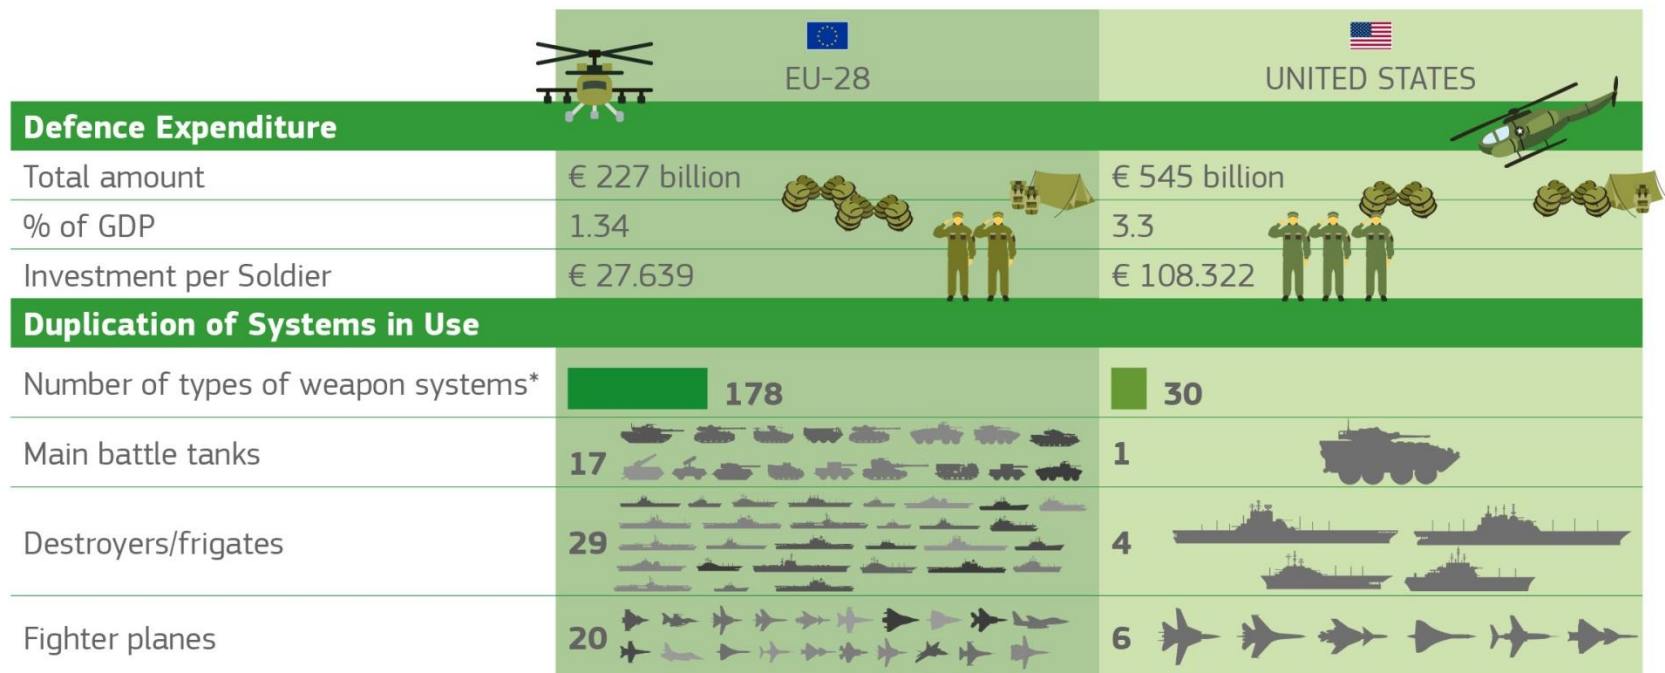 EU-28
UNITED STATES
Defence Expenditure
Total amount
€ 227 billion
€ 545 billion
% of GDP
1.34
3.3
Investment per Soldier
€ 27.639
€ 108.322
Duplication of Systems in Use
Number of types of weapon systems*
178
30
Main battle tanks
17
1
Destroyers/frigates
29
4
Fighter planes
20
6